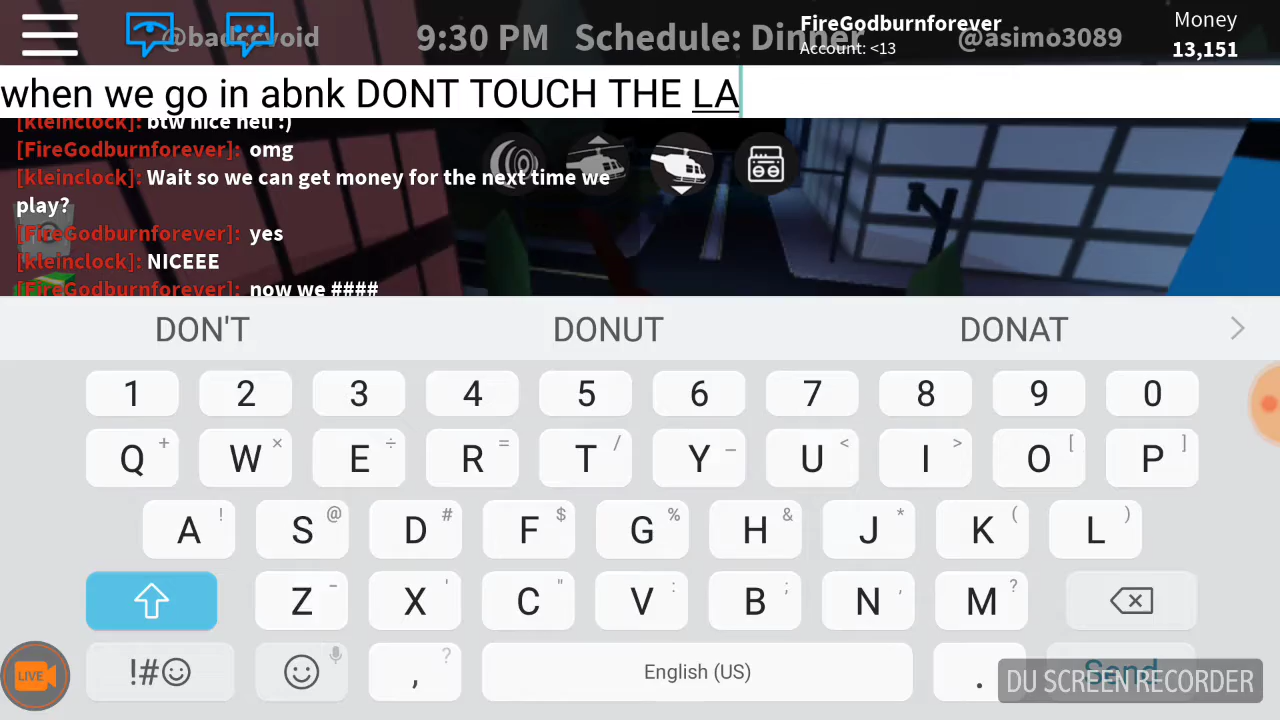 @badccvoid 9:30 PM Schedule: Dinner @asimo3089
FireGodburnforever
Account: <13
Money
13,151
when we go in abnk DONT TOUCH THE LA
[kleinclock]: btw nice heli :)
[FireGodburnforever]: omg
[kleinclock]: Wait so we can get money for the next time we
play?
[FireGodburnforever]: yes
[kleinclock]: NICEEE
[FireGodburnforever]: now we ####
DON'T DONUT DONAT >
1 2 3 4 5 6 7 8 9 0
Q + W × E ÷ R = T / Y _ U < I > O [ P ]
A ! S @ D # F $ G % H & J * K ( L )
Z - X ' C " V : B ; N , M ?
LIVE !#☺ , ? English (US) . Send
DU SCREEN RECORDER